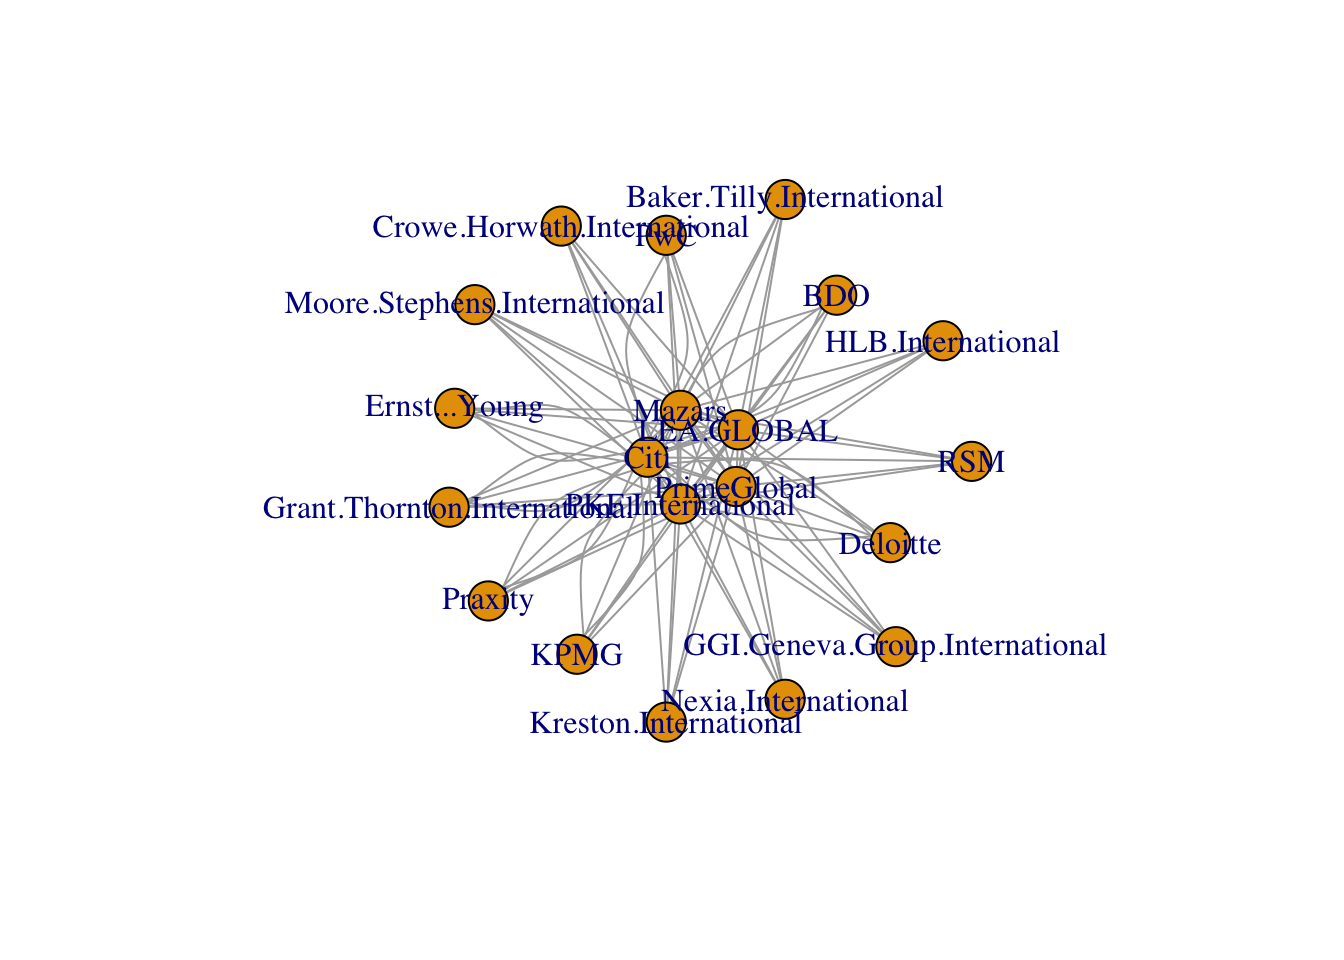 Baker.Tilly.International
Crowe.Horwath.International
PwC
BDO
Moore.Stephens.International
HLB.International
Ernst...Young
Mazars
LEA.GLOBAL
Citi
RSM
PrimeGlobal
PKF.International
Grant.Thornton.International
Deloitte
Praxity
GGI.Geneva.Group.International
KPMG
Nexia.International
Kreston.International